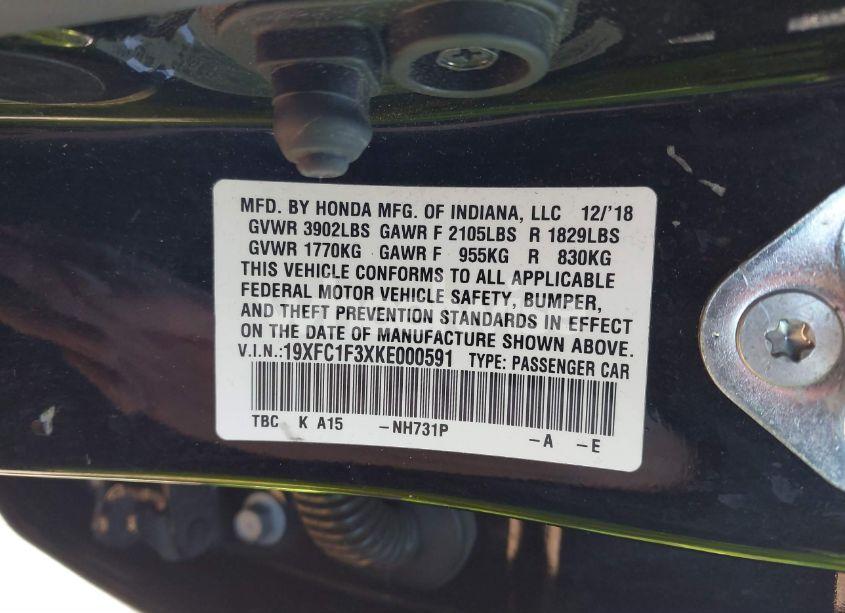 MFD. BY HONDA MFG. OF INDIANA, LLC 12/'18
GVWR 3902LBS GAWR F 2105LBS R 1829LBS
GVWR 1770KG GAWR F 955KG R 830KG
THIS VEHICLE CONFORMS TO ALL APPLICABLE
FEDERAL MOTOR VEHICLE SAFETY, BUMPER,
AND THEFT PREVENTION STANDARDS IN EFFECT
ON THE DATE OF MANUFACTURE SHOWN ABOVE.
V.I.N.:19XFC1F3XKE000591 TYPE: PASSENGER CAR
TBC K A15 -NH731P -A -E